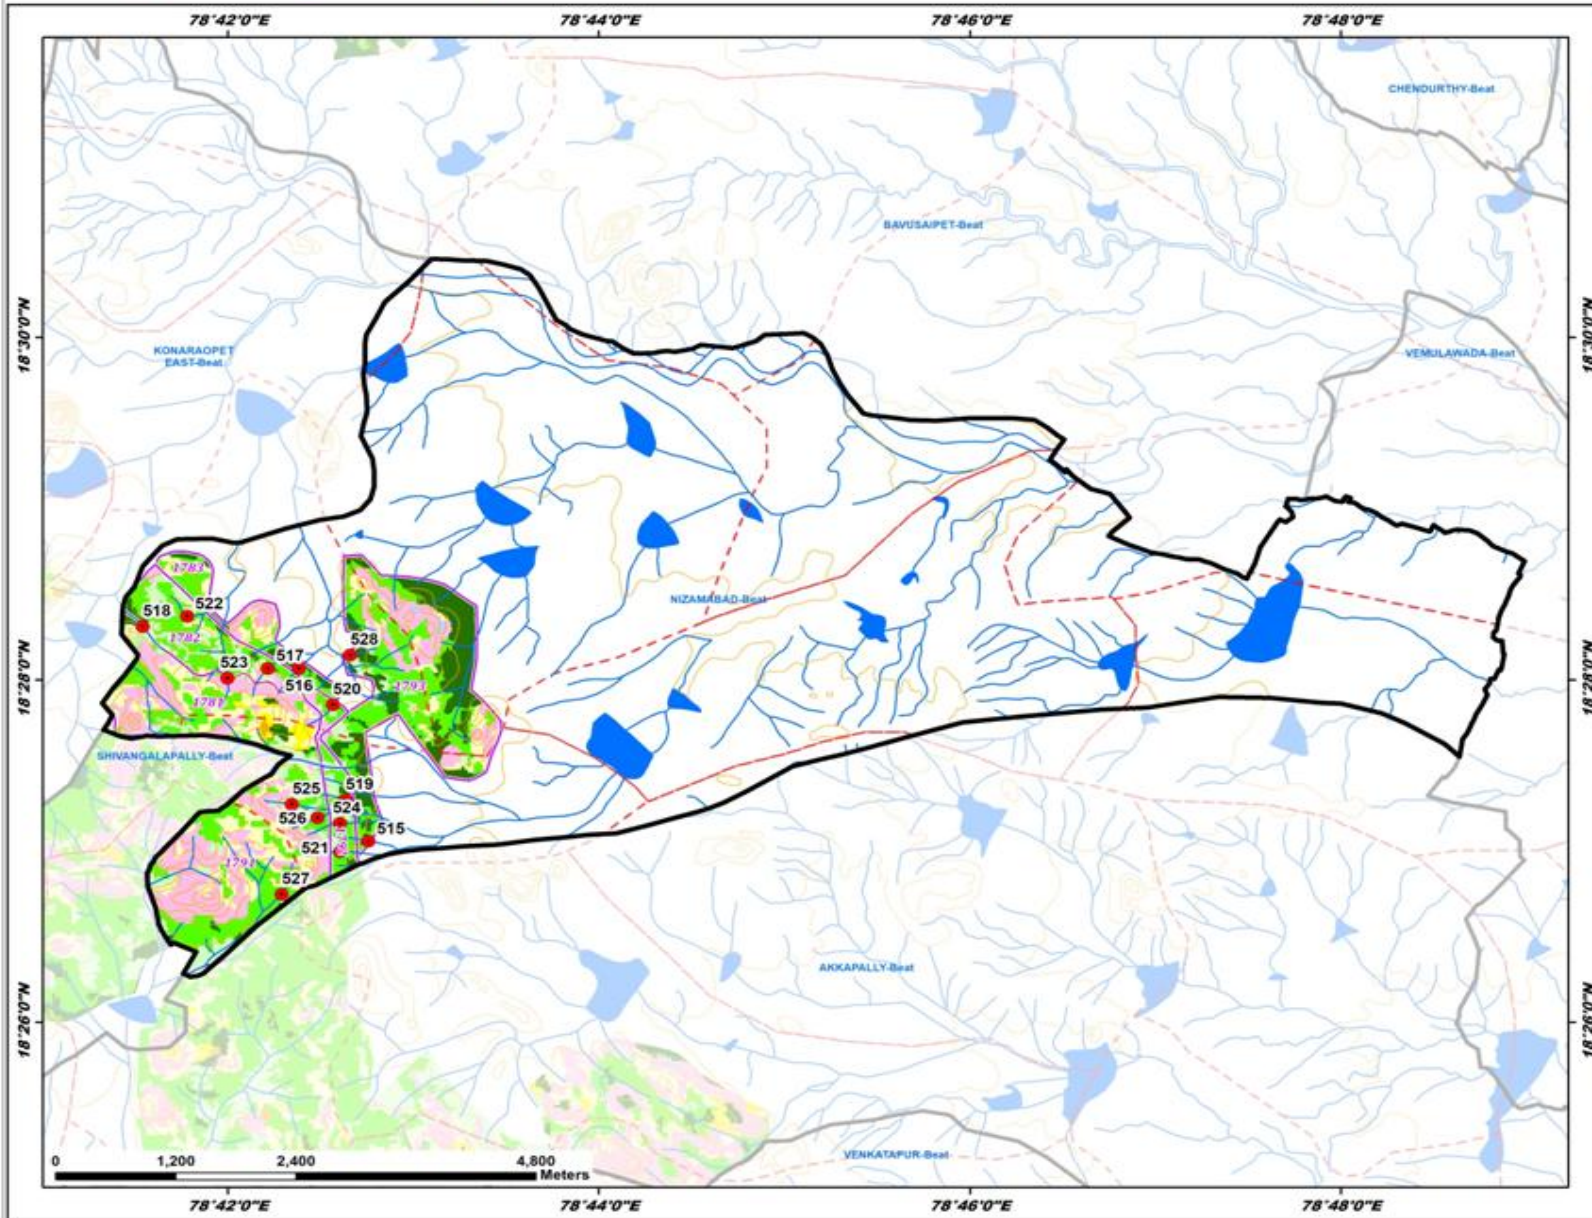 78°42'0"E 78°44'0"E 78°46'0"E 78°48'0"E
CHENDURTHY-Beat
BAVUSAIPET-Beat
18°30'0"N 18°30'0"N
KONARAOPET
EAST-Beat
VEMULAWADA-Beat
1783
NIZAMABAD-Beat
518 522
1782
528
523 517
18°28'0"N 18°28'0"N
516 520 1793
1781
SHIVANGALAPALLY-Beat
525 519
526 524
515
521
1791
527
AKKAPALLY-Beat
18°26'0"N 18°26'0"N
VENKATAPUR-Beat
0 1,200 2,400 4,800
Meters
78°42'0"E 78°44'0"E 78°46'0"E 78°48'0"E